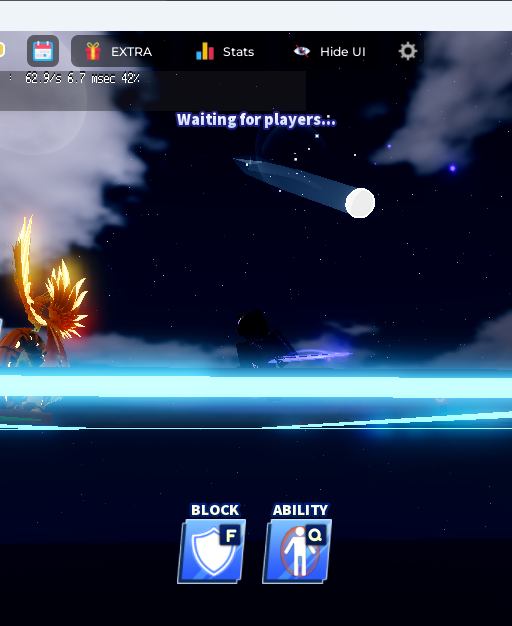 EXTRA Stats Hide UI
: 62.9/s 6.7 msec 42%
Waiting for players...
BLOCK ABILITY
F Q